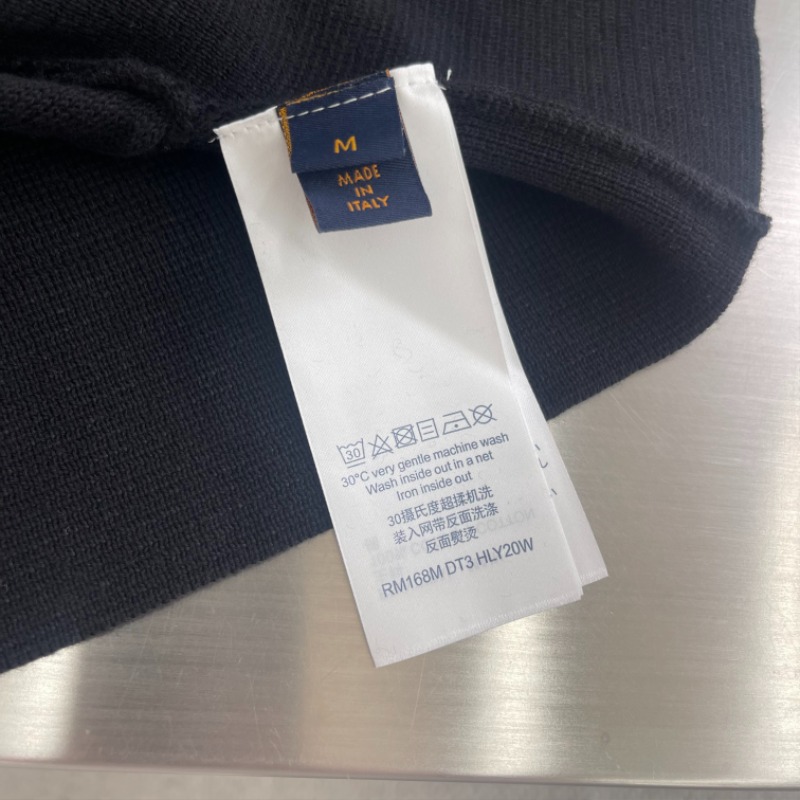 M
MADE
IN
ITALY
30
30°C very gentle machine wash
Wash inside out in a net
Iron inside out
30摄氏度超揉机洗
装入网带反面洗涤
反面熨烫
RM168M DT3 HLY20W